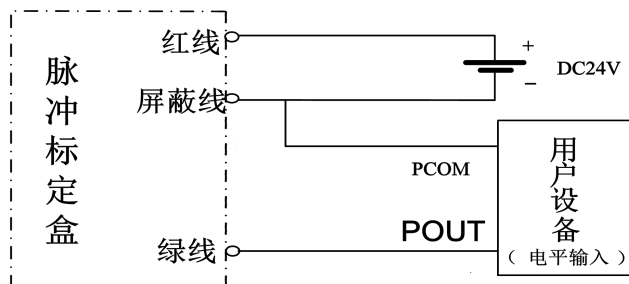 脉冲标定盒
红线
+
DC24V
−
屏蔽线
PCOM
POUT
绿线
用户设备
（电平输入）